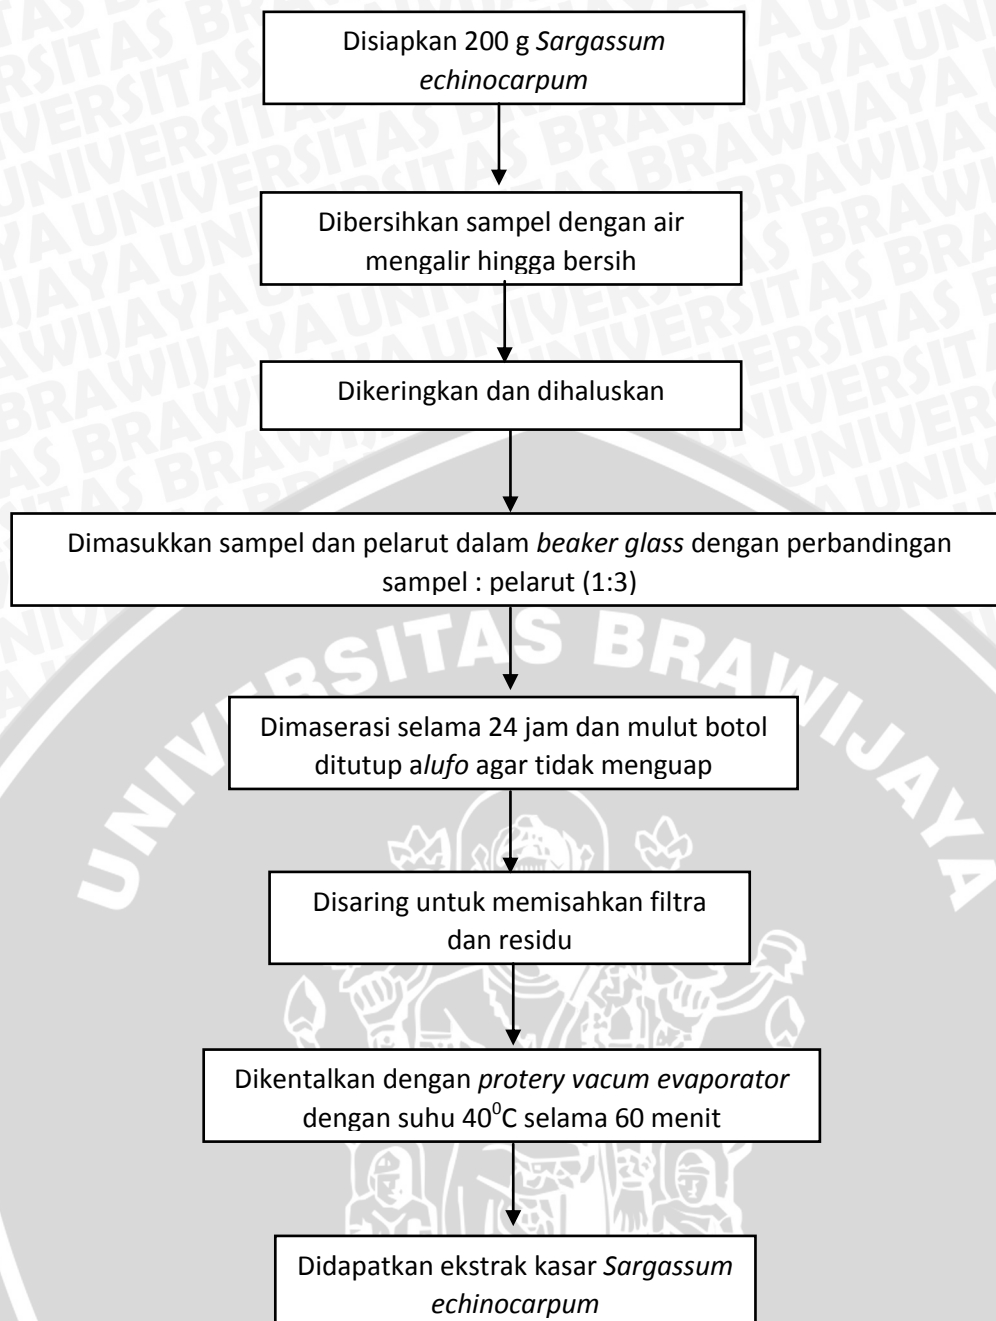 Disiapkan 200 g Sargassum
echinocarpum
Dibersihkan sampel dengan air
mengalir hingga bersih
Dikeringkan dan dihaluskan
Dimasukkan sampel dan pelarut dalam beaker glass dengan perbandingan
sampel : pelarut (1:3)
Dimaserasi selama 24 jam dan mulut botol
ditutup alufo agar tidak menguap
Disaring untuk memisahkan filtra
dan residu
Dikentalkan dengan protery vacum evaporator
dengan suhu 40⁰C selama 60 menit
Didapatkan ekstrak kasar Sargassum
echinocarpum
UNIVERSITAS BRAWIJAYA